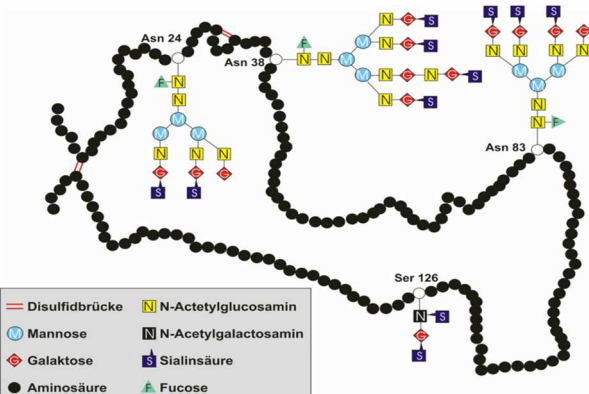 Asn 24
Asn 38
Asn 83
Ser 126
F N N M M M N N N G G G S S
F N N M M M N G S
N G S
N G N G S
N G S
S S S
G G G G
N N N N
M M
M
N
N F
N S
G
S
Disulfidbrücke
N N-Actetylglucosamin
M Mannose
N N-Acetylgalactosamin
G Galaktose
S Sialinsäure
Aminosäure
F Fucose